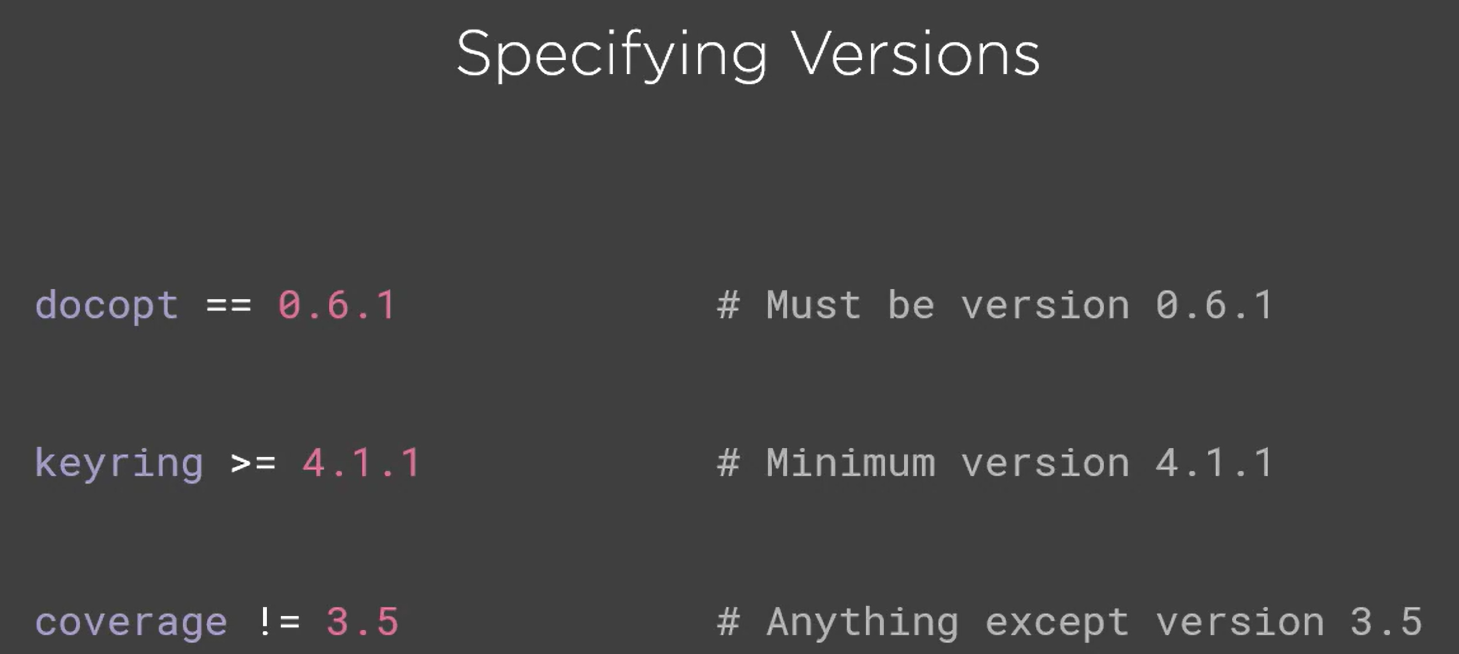 Specifying Versions
docopt == 0.6.1 # Must be version 0.6.1
keyring >= 4.1.1 # Minimum version 4.1.1
coverage != 3.5 # Anything except version 3.5